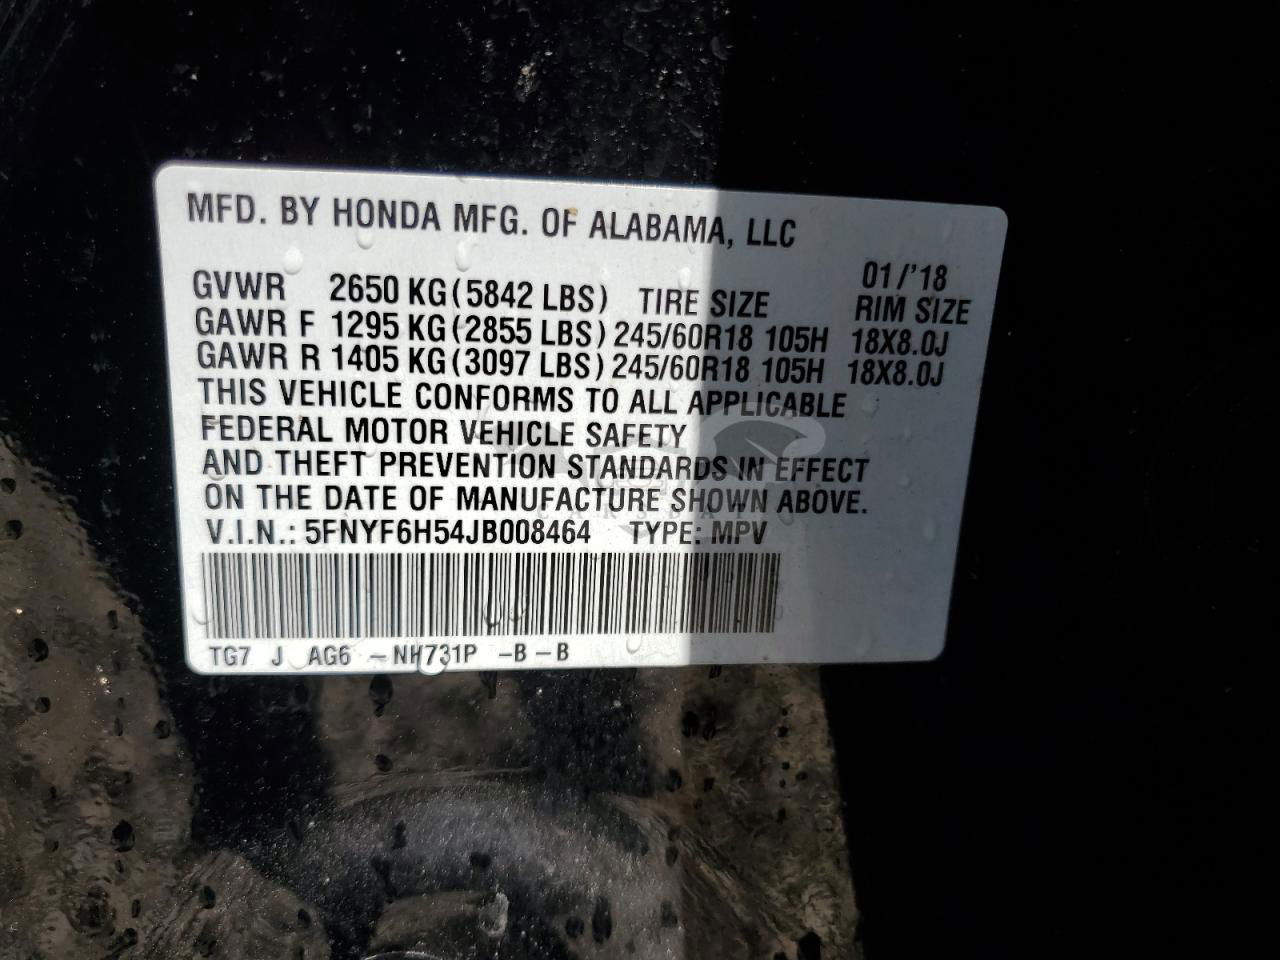 MFD. BY HONDA MFG. OF ALABAMA, LLC
01/'18
GVWR 2650 KG (5842 LBS) TIRE SIZE RIM SIZE
GAWR F 1295 KG (2855 LBS) 245/60R18 105H 18X8.0J
GAWR R 1405 KG (3097 LBS) 245/60R18 105H 18X8.0J
THIS VEHICLE CONFORMS TO ALL APPLICABLE
FEDERAL MOTOR VEHICLE SAFETY
AND THEFT PREVENTION STANDARDS IN EFFECT
ON THE DATE OF MANUFACTURE SHOWN ABOVE.
V.I.N.: 5FNYF6H54JB008464 TYPE: MPV
TG7 J AG6 -NH731P -B-B